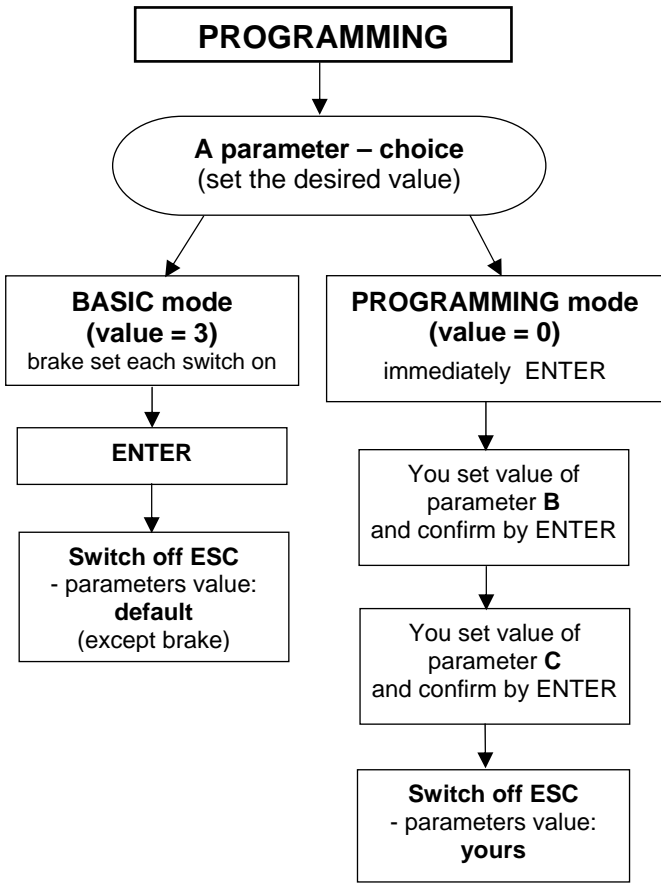 PROGRAMMING
A parameter – choice
(set the desired value)
BASIC mode
(value = 3)
brake set each switch on
ENTER
Switch off ESC
- parameters value:
default
(except brake)
PROGRAMMING mode
(value = 0)
immediately ENTER
You set value of
parameter B
and confirm by ENTER
You set value of
parameter C
and confirm by ENTER
Switch off ESC
- parameters value:
yours